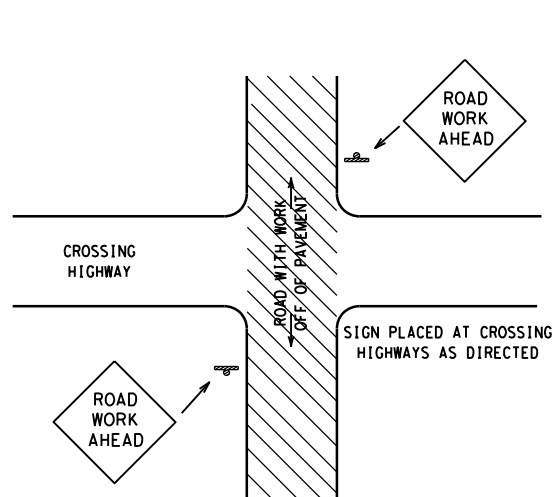 ROAD
WORK
AHEAD
ROAD WITH WORK
OFF OF PAVEMENT
CROSSING
HIGHWAY
SIGN PLACED AT CROSSING
HIGHWAYS AS DIRECTED
ROAD
WORK
AHEAD